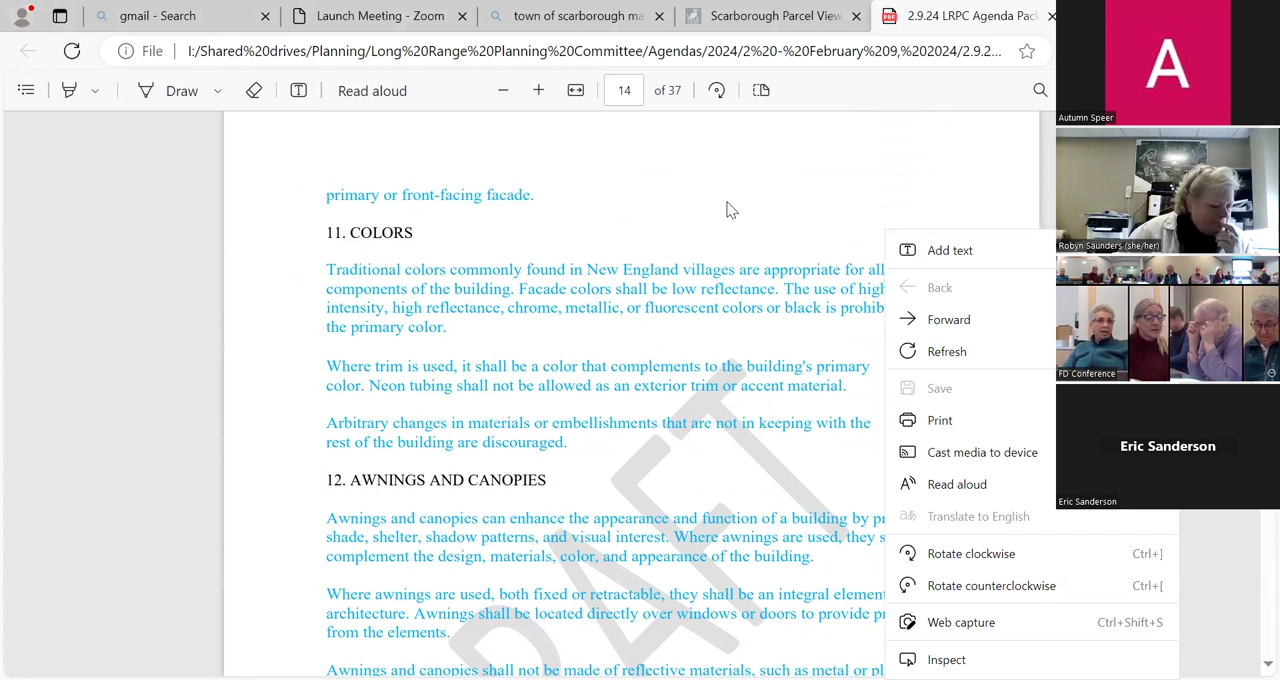 gmail - Search
Launch Meeting - Zoom
town of scarborough ma
Scarborough Parcel View
2.9.24 LRPC Agenda Pack
File
I:/Shared%20drives/Planning/Long%20Range%20Planning%20Committee/Agendas/2024/2%20-%20February%209,%202024/2.9.2...
Draw
Read aloud
14 of 37
primary or front-facing facade.
11. COLORS
Traditional colors commonly found in New England villages are appropriate for all
components of the building. Facade colors shall be low reflectance. The use of high
intensity, high reflectance, chrome, metallic, or fluorescent colors or black is prohib
the primary color.
Where trim is used, it shall be a color that complements to the building's primary
color. Neon tubing shall not be allowed as an exterior trim or accent material.
Arbitrary changes in materials or embellishments that are not in keeping with the
rest of the building are discouraged.
12. AWNINGS AND CANOPIES
Awnings and canopies can enhance the appearance and function of a building by pr
shade, shelter, shadow patterns, and visual interest. Where awnings are used, they s
complement the design, materials, color, and appearance of the building.
Where awnings are used, both fixed or retractable, they shall be an integral element
architecture. Awnings shall be located directly over windows or doors to provide pr
from the elements.
Awnings and canopies shall not be made of reflective materials, such as metal or pl
DRAFT
Add text
Back
Forward
Refresh
Save
Print
Cast media to device
Read aloud
Translate to English
Rotate clockwise Ctrl+]
Rotate counterclockwise Ctrl+[
Web capture Ctrl+Shift+S
Inspect
A
Autumn Speer
Robyn Saunders (she/her)
FD Conference
Eric Sanderson
Eric Sanderson